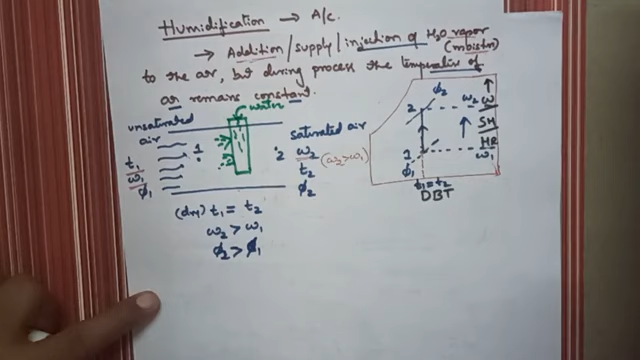 Humidification → A/c.
→ Addition/supply/injection of H2O vapor
(moistur)
to the air, but during process the temperature of
air remains constant.
water
unsaturated
air
t1
ω1
ϕ1
1
2
saturated air
ω2 (ω2>ω1)
t2
ϕ2
(dry) t1 = t2
ω2 > ω1
ϕ2 > ϕ1
ϕ2
2
ω2 ω
SH
HR
1
ω1
ϕ1
t1=t2
DBT